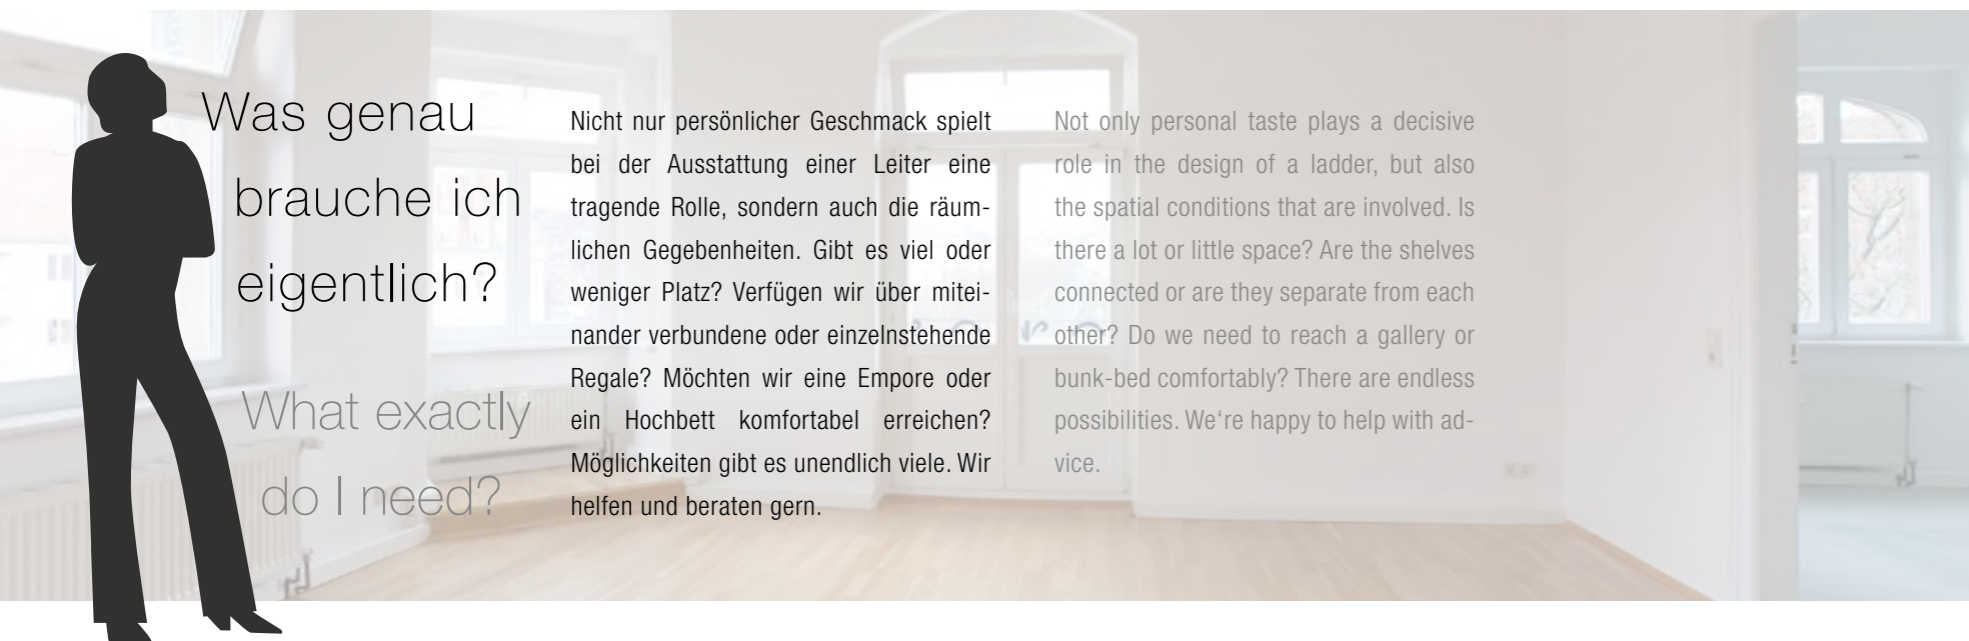 Was genau
brauche ich
eigentlich?
What exactly
do I need?
Nicht nur persönlicher Geschmack spielt
bei der Ausstattung einer Leiter eine
tragende Rolle, sondern auch die räum-
lichen Gegebenheiten. Gibt es viel oder
weniger Platz? Verfügen wir über mitei-
nander verbundene oder einzelnstehende
Regale? Möchten wir eine Empore oder
ein Hochbett komfortabel erreichen?
Möglichkeiten gibt es unendlich viele. Wir
helfen und beraten gern.
Not only personal taste plays a decisive
role in the design of a ladder, but also
the spatial conditions that are involved. Is
there a lot or little space? Are the shelves
connected or are they separate from each
other? Do we need to reach a gallery or
bunk-bed comfortably? There are endless
possibilities. We‘re happy to help with ad-
vice.